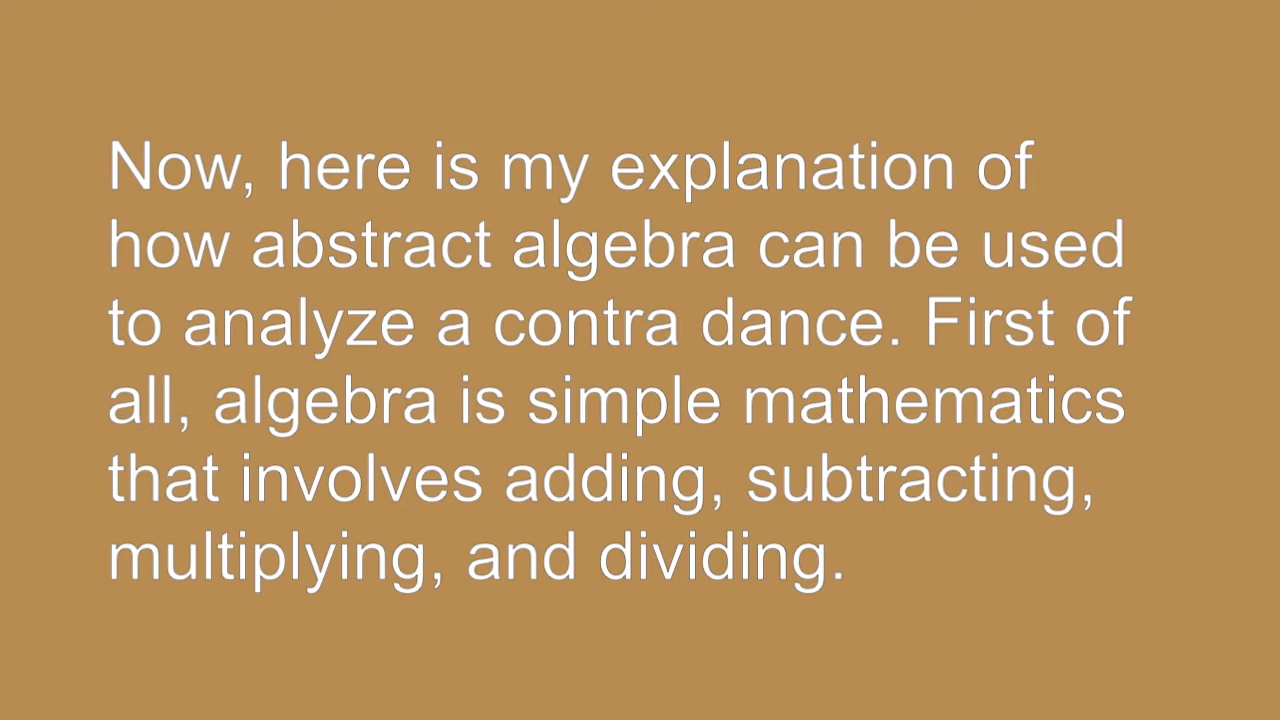 Now, here is my explanation of
how abstract algebra can be used
to analyze a contra dance. First of
all, algebra is simple mathematics
that involves adding, subtracting,
multiplying, and dividing.